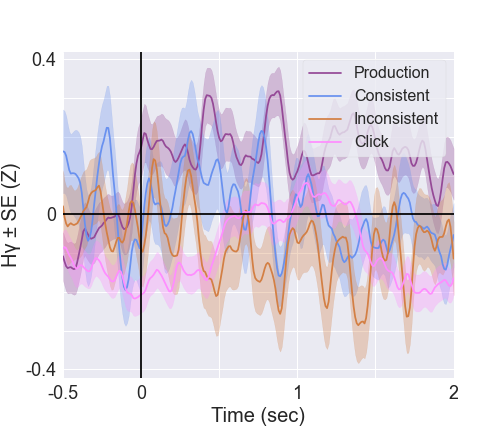 0.4
Production
Consistent
Inconsistent
Click
Hγ ± SE (Z)
0
-0.4
-0.5 0 1 2
Time (sec)